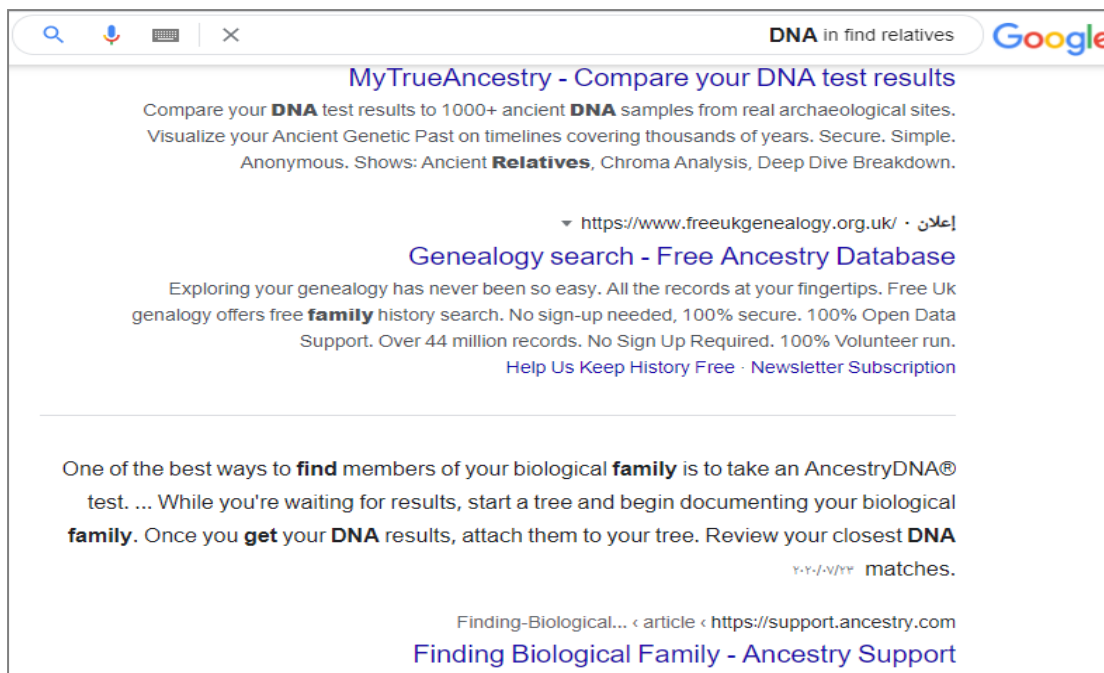 DNA in find relatives
Google
MyTrueAncestry - Compare your DNA test results
Compare your DNA test results to 1000+ ancient DNA samples from real archaeological sites.
Visualize your Ancient Genetic Past on timelines covering thousands of years. Secure. Simple.
Anonymous. Shows: Ancient Relatives, Chroma Analysis, Deep Dive Breakdown.
إعلان · https://www.freeukgenealogy.org.uk/
Genealogy search - Free Ancestry Database
Exploring your genealogy has never been so easy. All the records at your fingertips. Free Uk
genalogy offers free family history search. No sign-up needed, 100% secure. 100% Open Data
Support. Over 44 million records. No Sign Up Required. 100% Volunteer run.
Help Us Keep History Free · Newsletter Subscription
One of the best ways to find members of your biological family is to take an AncestryDNA®
test. ... While you're waiting for results, start a tree and begin documenting your biological
family. Once you get your DNA results, attach them to your tree. Review your closest DNA
matches. ٢٠٢٠/٠٧/٢٣
https://support.ancestry.com › article › Finding-Biological...
Finding Biological Family - Ancestry Support